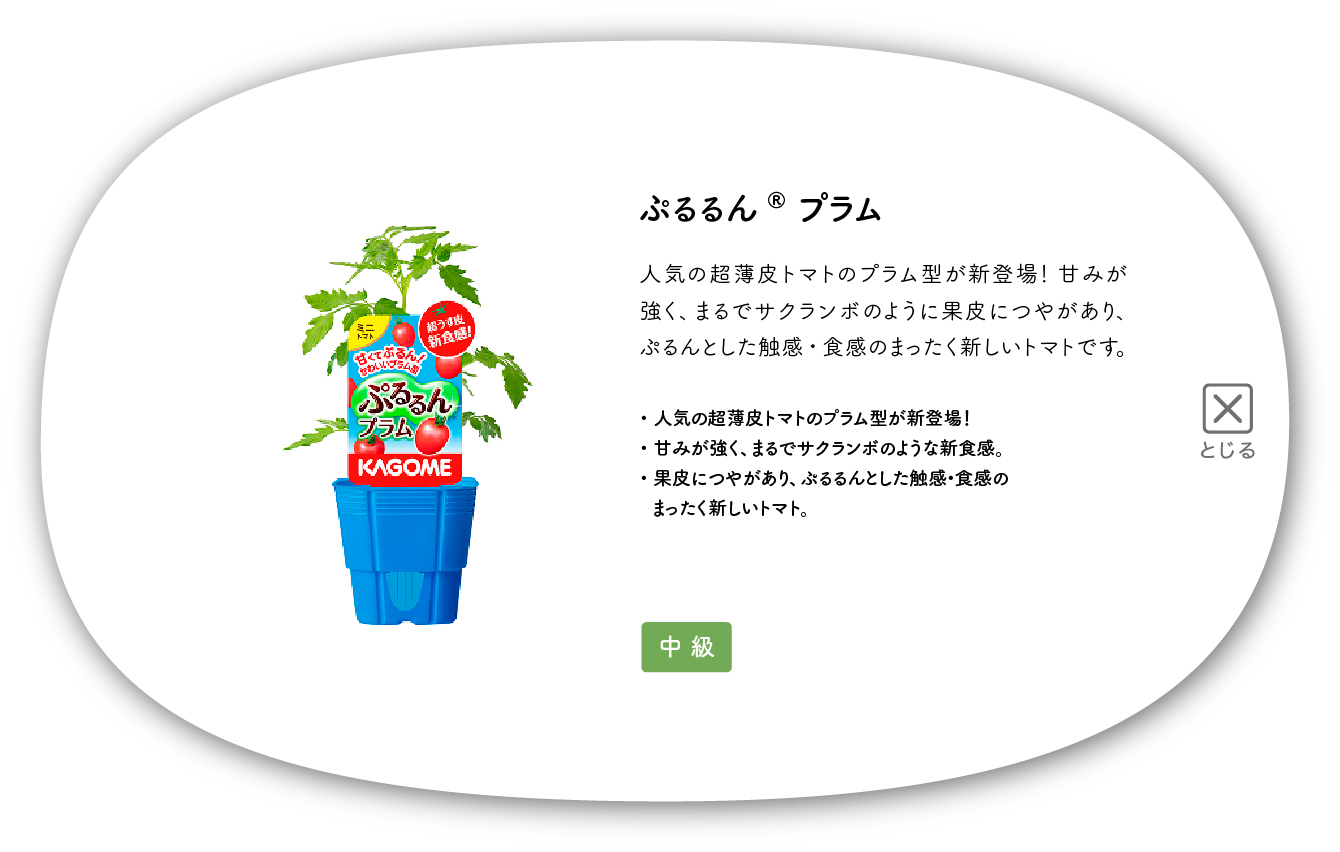 ぷるるん ® プラム
人気の超薄皮トマトのプラム型が新登場! 甘みが
強く、まるでサクランボのように果皮につやがあり、
ぷるんとした触感・食感のまったく新しいトマトです。
・人気の超薄皮トマトのプラム型が新登場!
・甘みが強く、まるでサクランボのような新食感。
・果皮につやがあり、ぷるるんとした触感・食感の
まったく新しいトマト。
中級
とじる
ミニ
トマト
超うす皮
新食感!
甘くてぷるん!
かわいいプラム型
ぷるるん
プラム
KAGOME